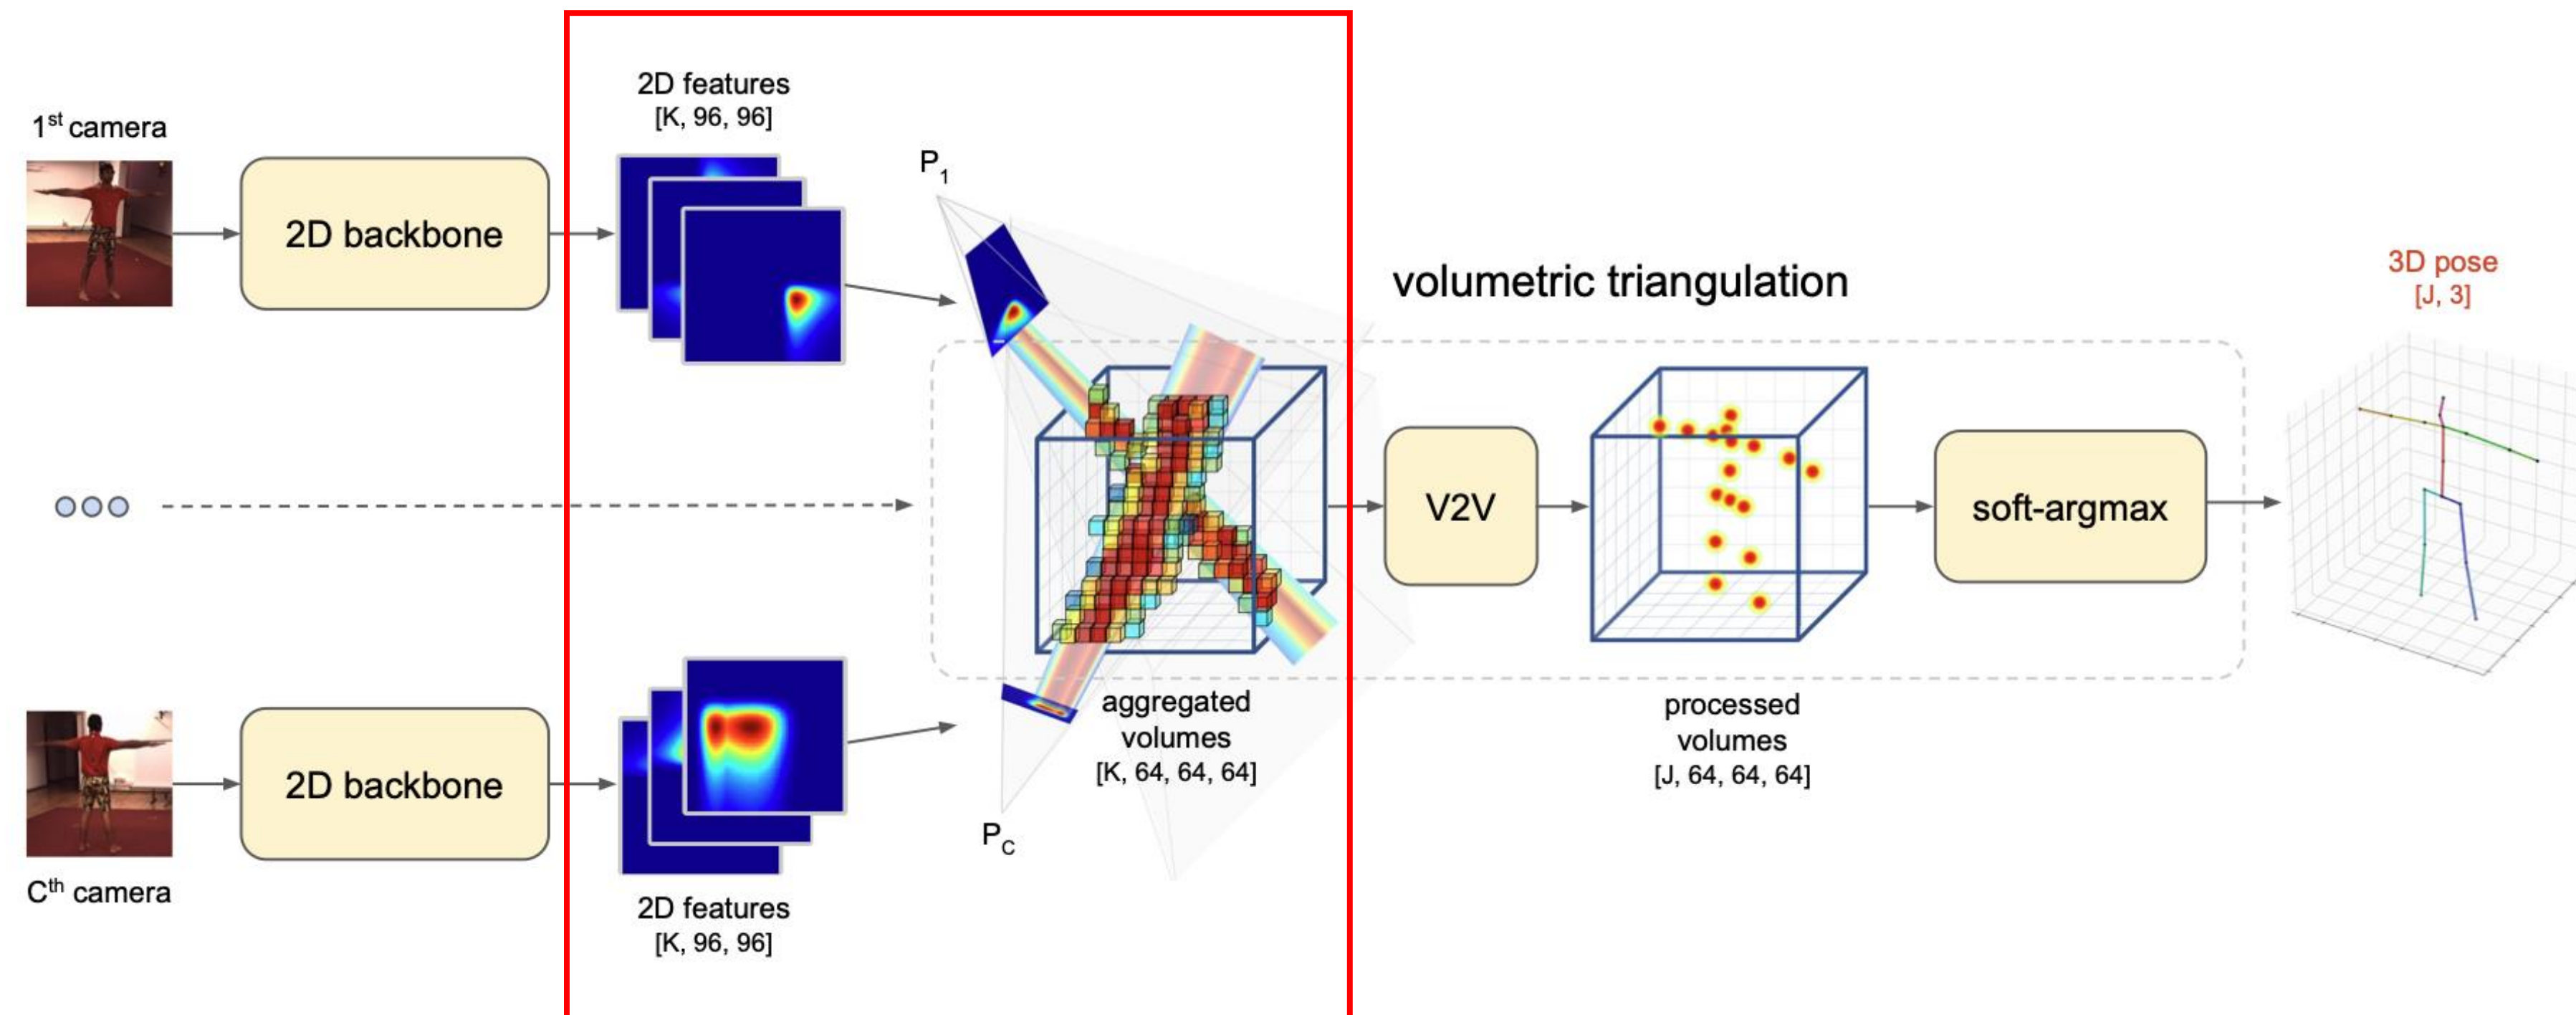 1st camera
2D backbone
2D features
[K, 96, 96]
P1
volumetric triangulation
3D pose
[J, 3]
V2V
soft-argmax
aggregated
volumes
[K, 64, 64, 64]
processed
volumes
[J, 64, 64, 64]
2D backbone
PC
Cth camera
2D features
[K, 96, 96]